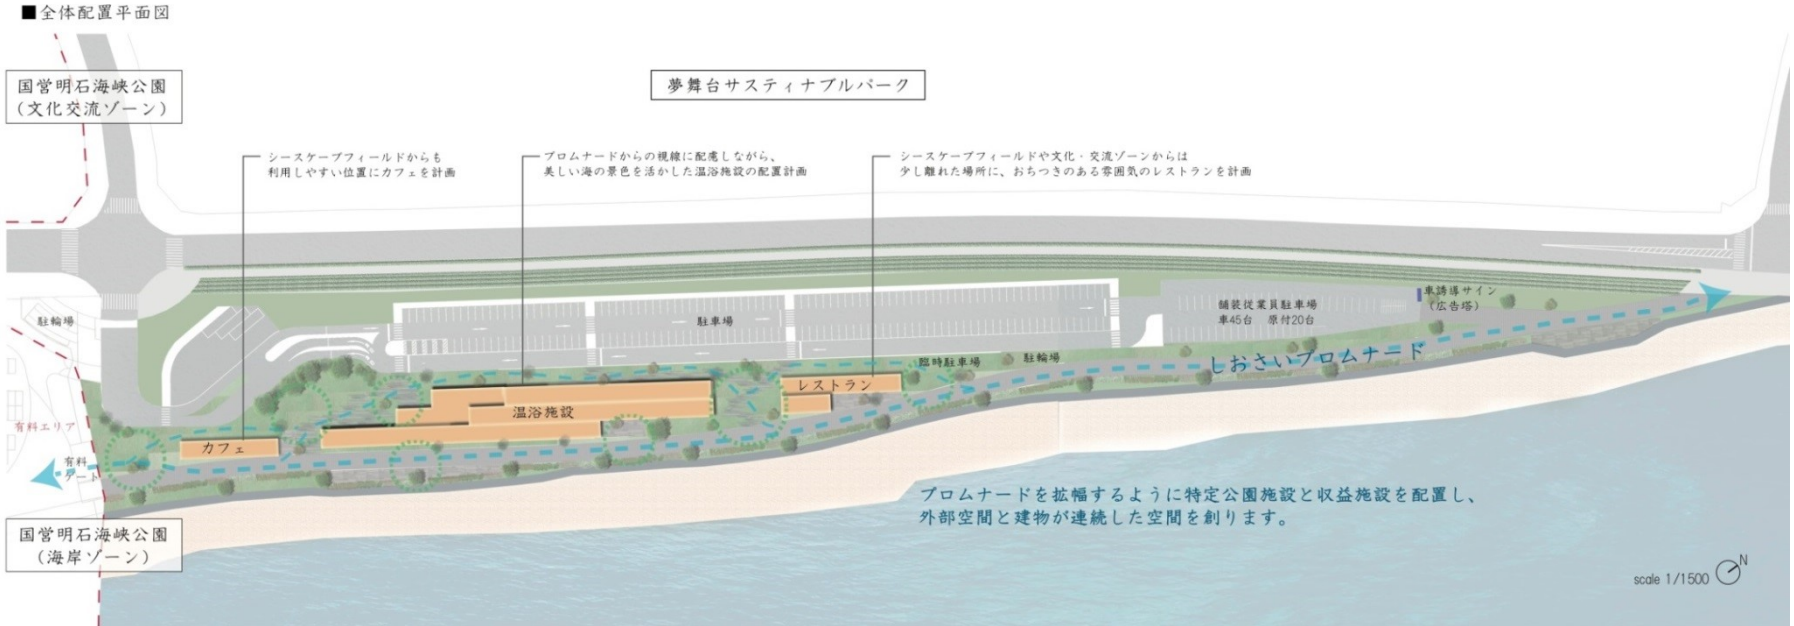 ■全体配置平面図
国営明石海峡公園
（文化交流ゾーン）
夢舞台サスティナブルパーク
シースケープフィールドからも
利用しやすい位置にカフェを計画
プロムナードからの視線に配慮しながら、
美しい海の景色を活かした温浴施設の配置計画
シースケープフィールドや文化・交流ゾーンからは
少し離れた場所に、おちつきのある雰囲気のレストランを計画
駐輪場
駐車場
舗装従業員駐車場
車45台　原付20台
車誘導サイン
（広告塔）
臨時駐車場
駐輪場
しおさいプロムナード
レストラン
温浴施設
カフェ
有料エリア
有料
ゲート
プロムナードを拡幅するように特定公園施設と収益施設を配置し、
外部空間と建物が連続した空間を創ります。
国営明石海峡公園
（海岸ゾーン）
scale 1/1500
N